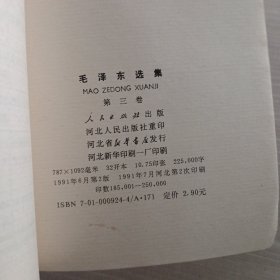 毛泽东选集
MAO ZEDONG XUANJI
第三卷
人民出版社出版
河北人民出版社重印
河北省新华书店发行
河北新华印刷一厂印刷
787×1092毫米 32开本 10.75印张 225,000字
1991年6月第2版 1991年7月河北第2次印刷
印数185,001—250,000
ISBN 7-01-000924-4/A·171 定价 2.90元